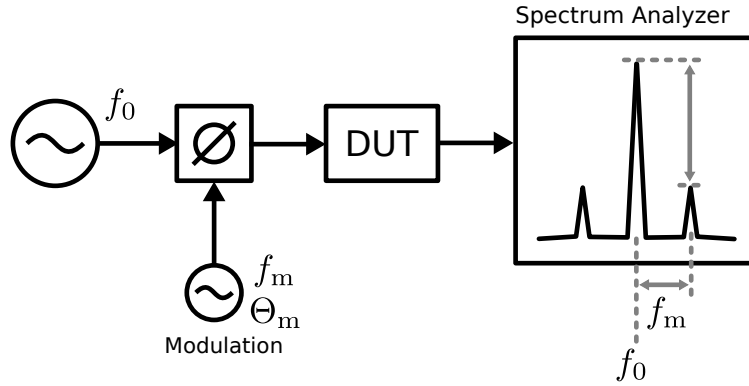 Spectrum Analyzer
f₀
∅
DUT
fₘ
Θₘ
Modulation
fₘ
f₀